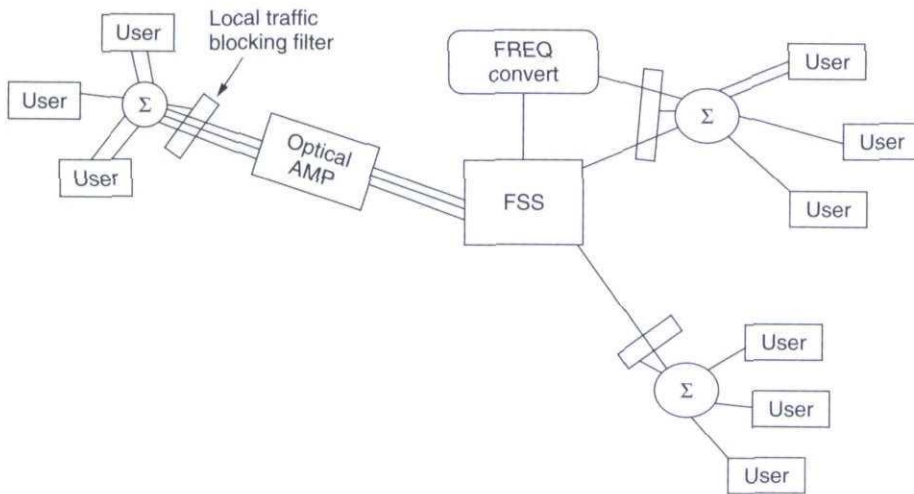 Local traffic
blocking filter
User
User
User
Σ
Optical
AMP
FREQ
convert
FSS
Σ
User
User
User
Σ
User
User
User